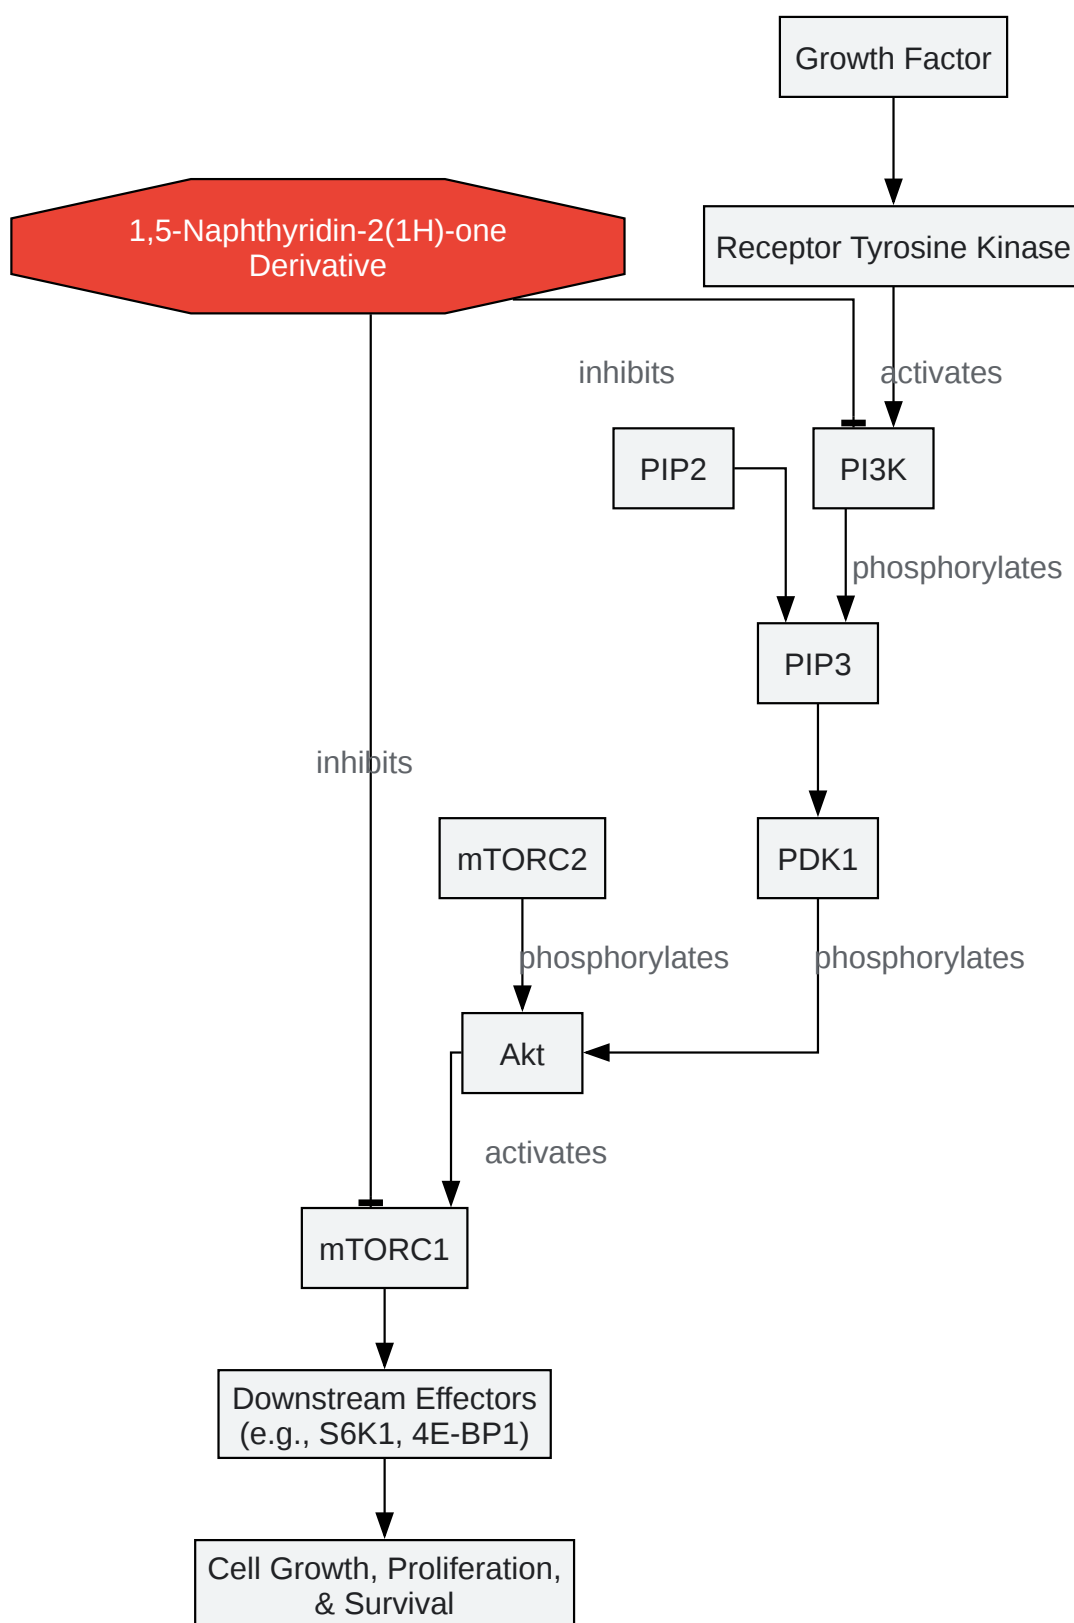 Growth Factor
1,5-Naphthyridin-2(1H)-one
Derivative
Receptor Tyrosine Kinase
inhibits
activates
PIP2
PI3K
phosphorylates
PIP3
inhibits
mTORC2
PDK1
phosphorylates
phosphorylates
Akt
activates
mTORC1
Downstream Effectors
(e.g., S6K1, 4E-BP1)
Cell Growth, Proliferation,
& Survival